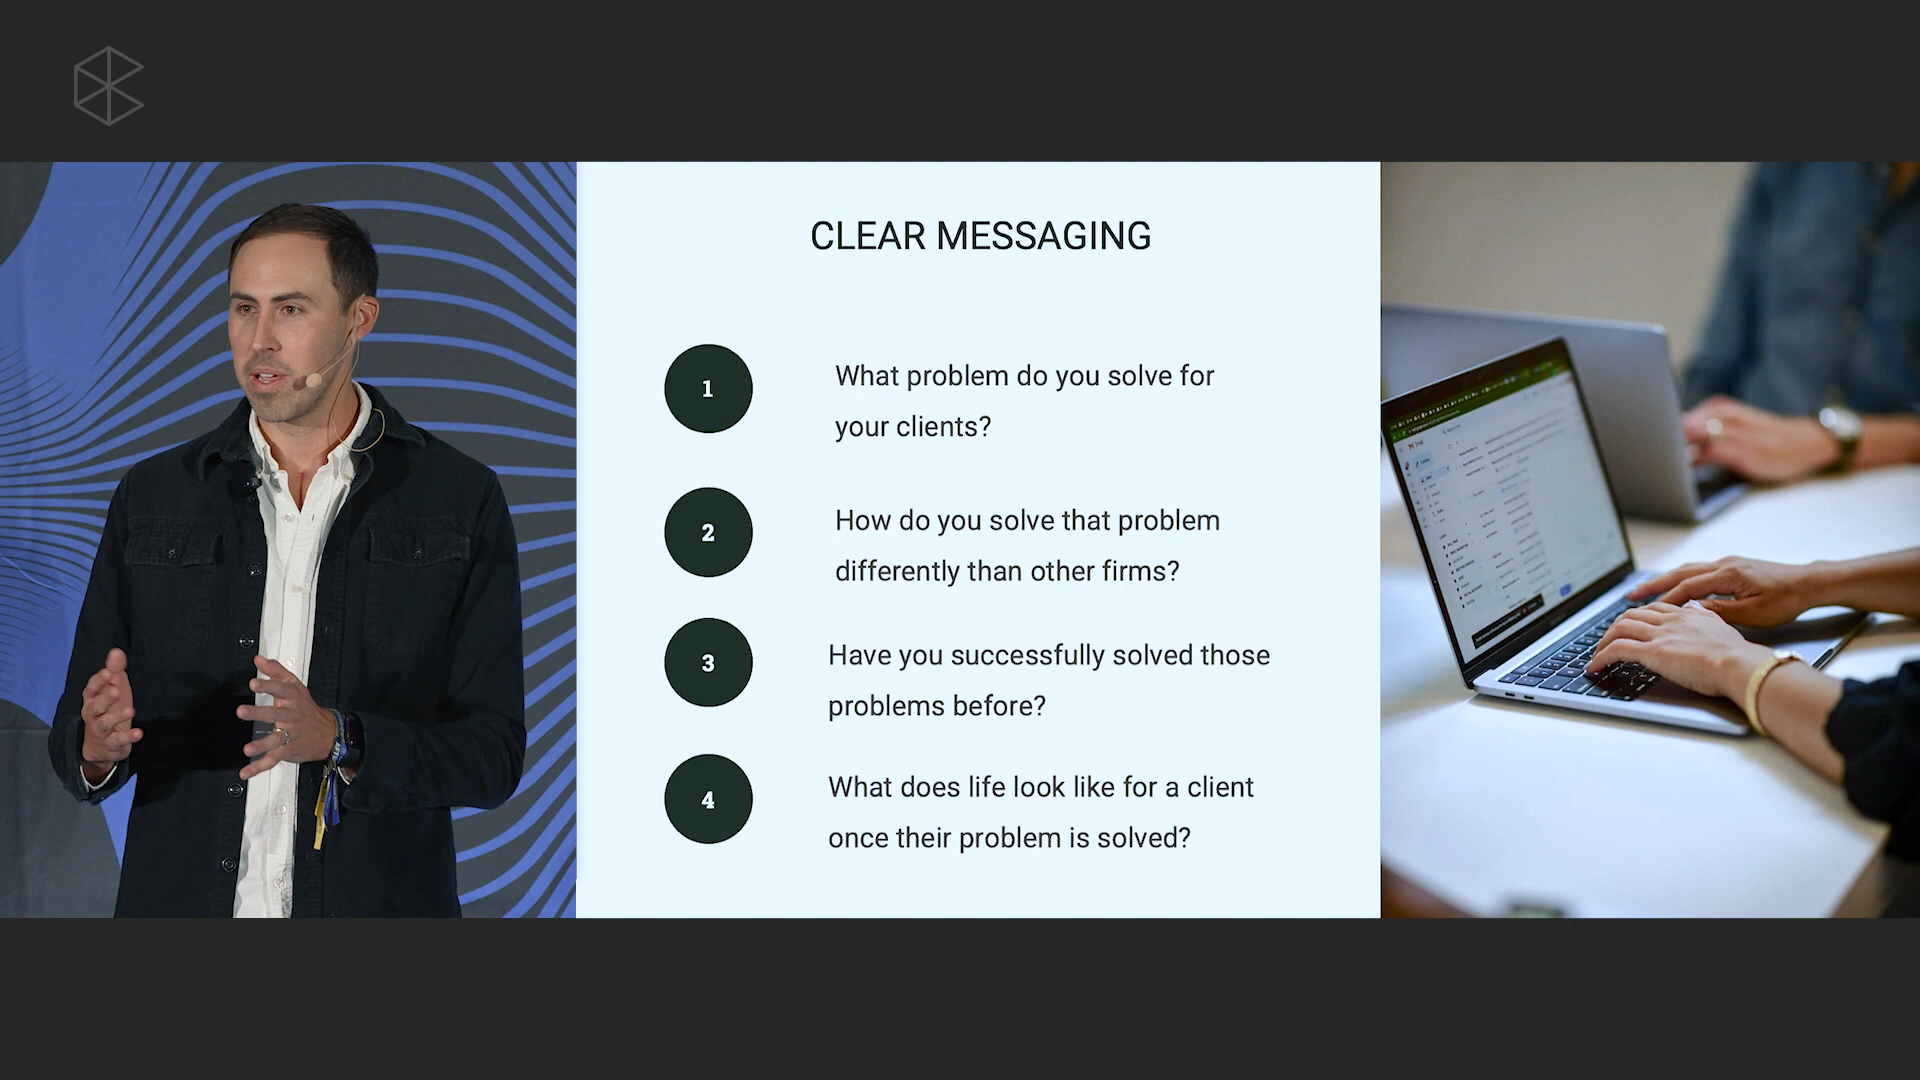 CLEAR MESSAGING
1
What problem do you solve for
your clients?
2
How do you solve that problem
differently than other firms?
3
Have you successfully solved those
problems before?
4
What does life look like for a client
once their problem is solved?